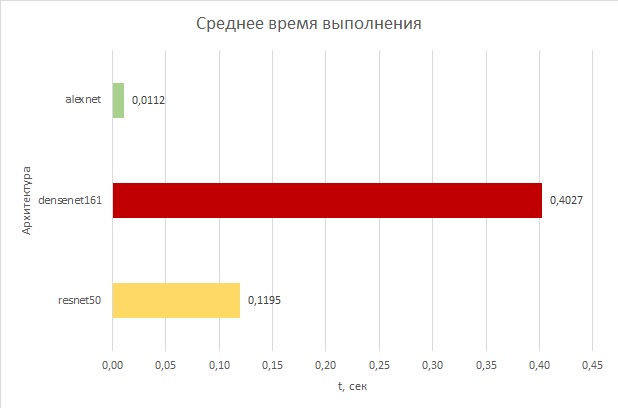 Среднее время выполнения
Архитектура
alexnet
0,0112
densenet161
0,4027
resnet50
0,1195
0,00 0,05 0,10 0,15 0,20 0,25 0,30 0,35 0,40 0,45
t, сек